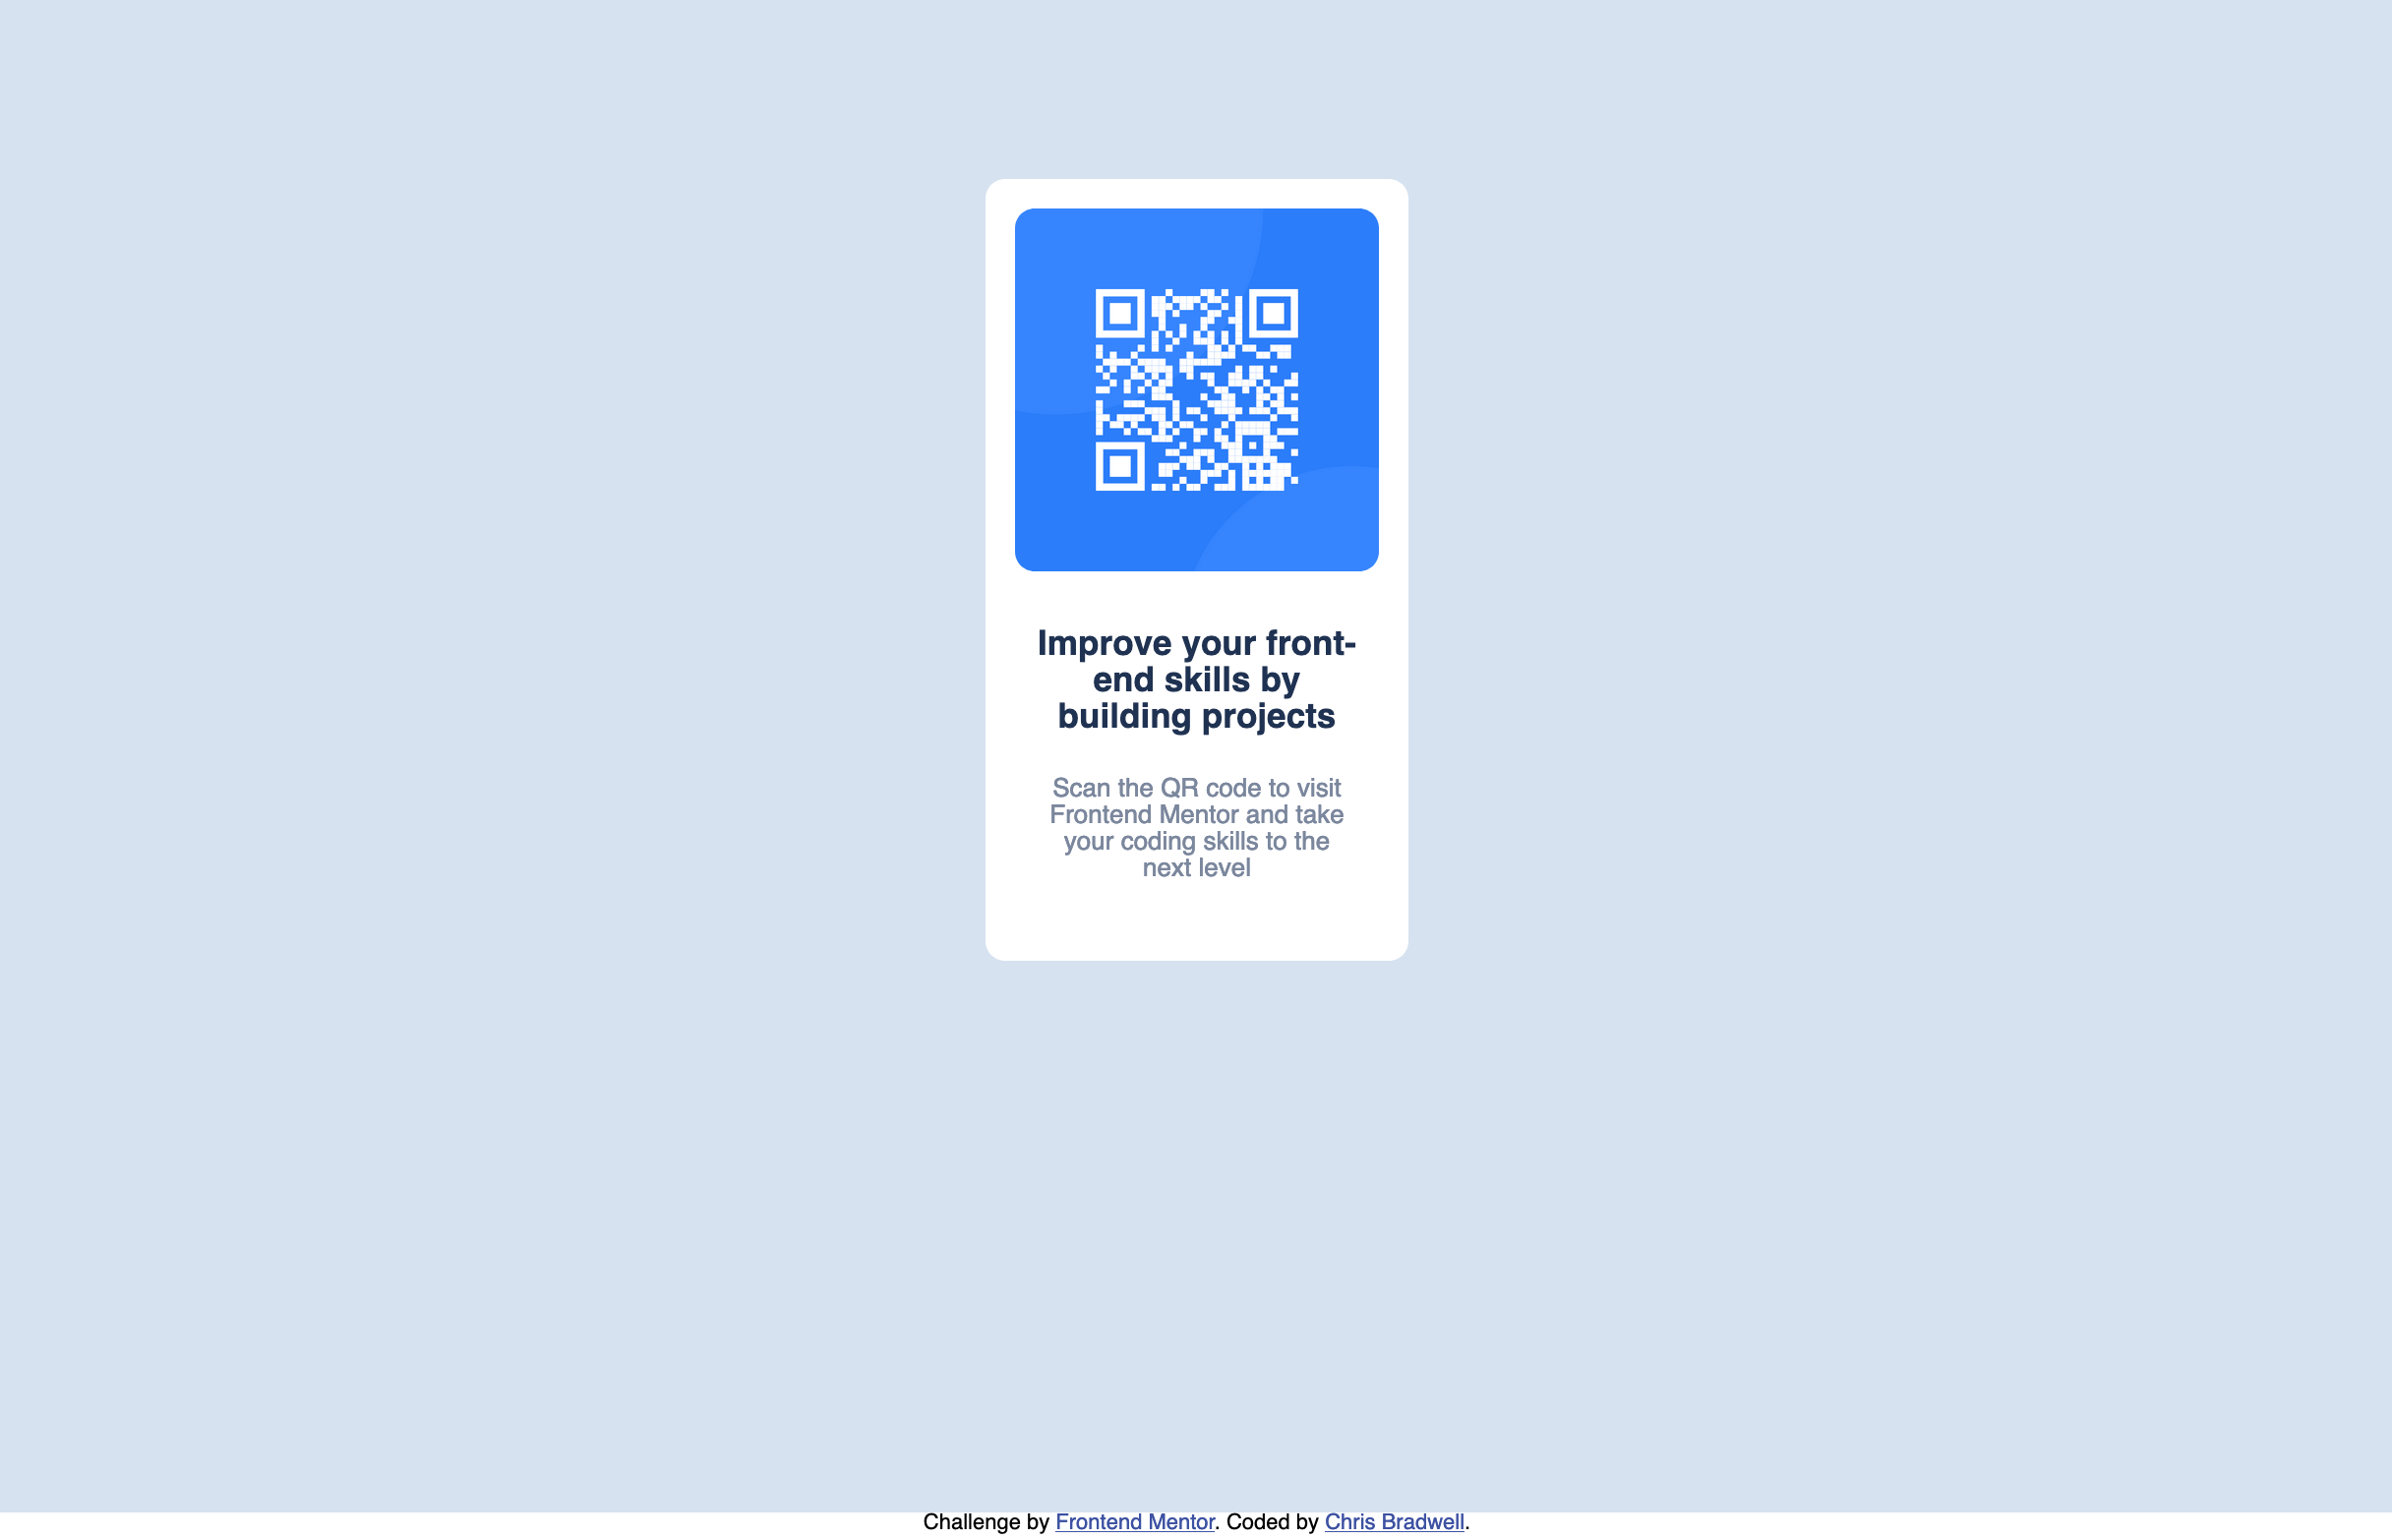 Improve your front-
end skills by
building projects
Scan the QR code to visit
Frontend Mentor and take
your coding skills to the
next level
Challenge by Frontend Mentor. Coded by Chris Bradwell.